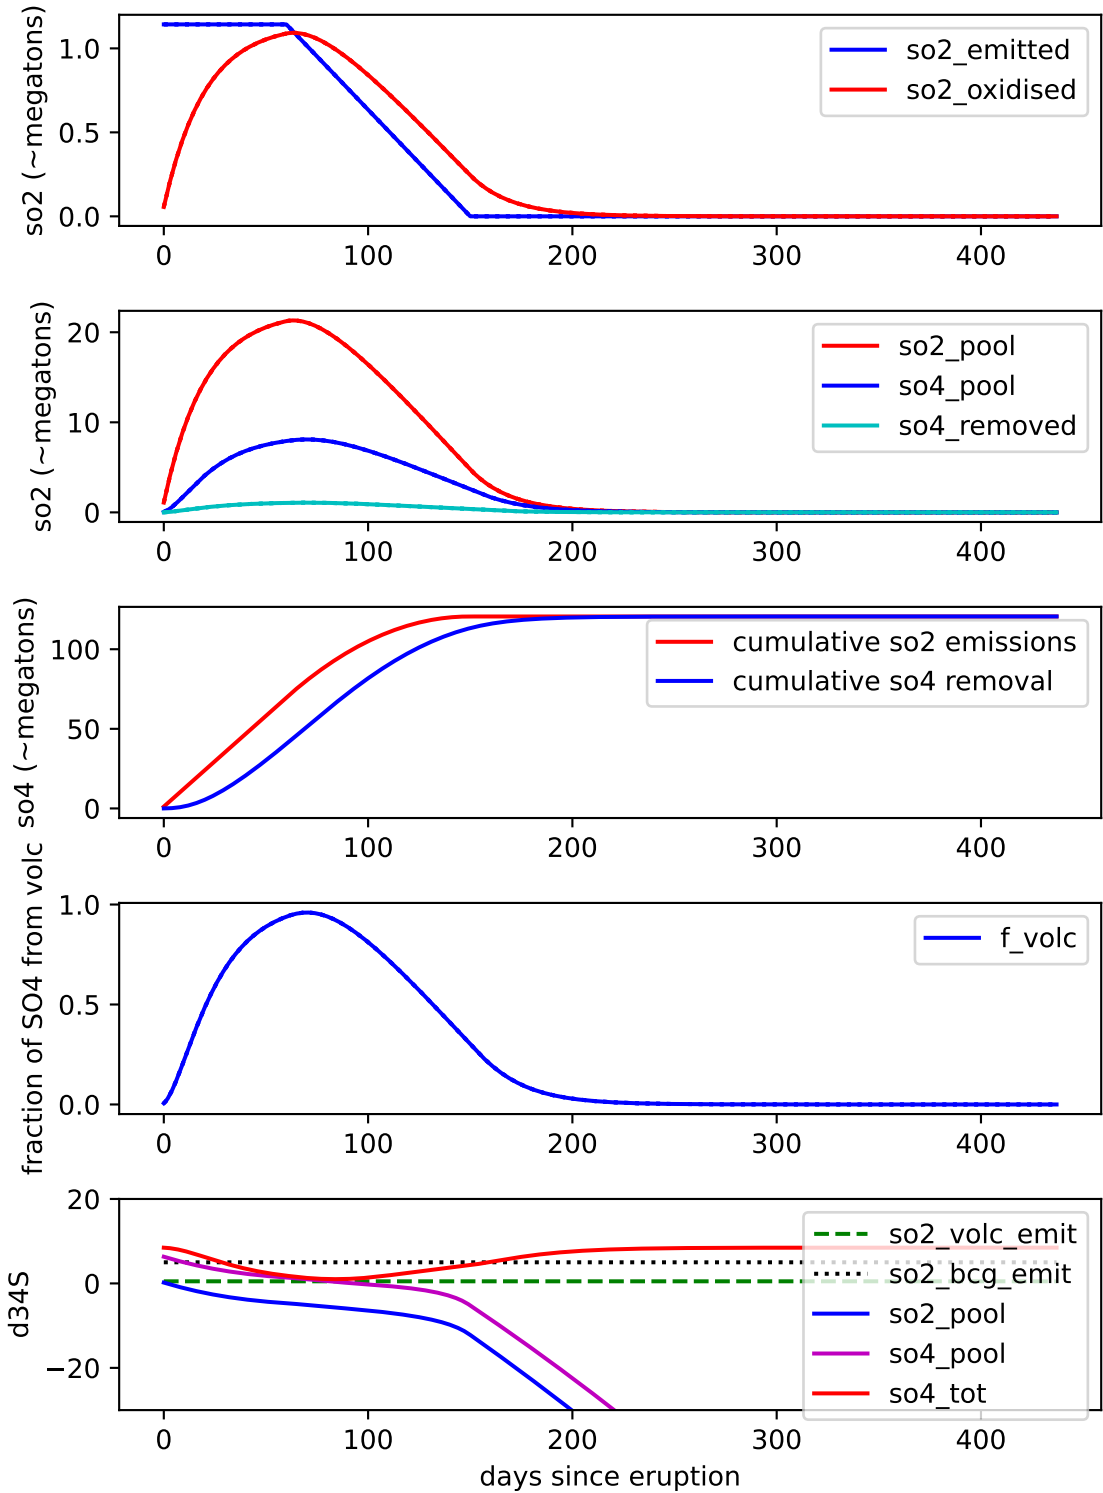 so2 (~megatons)
1.0
0.5
0.0
so2_emitted
so2_oxidised
0 100 200 300 400
so2 (~megatons)
20
10
0
so2_pool
so4_pool
so4_removed
0 100 200 300 400
so4 (~megatons)
100
50
0
cumulative so2 emissions
cumulative so4 removal
0 100 200 300 400
fraction of SO4 from volc
1.0
0.5
0.0
f_volc
0 100 200 300 400
d34S
20
0
−20
so2_volc_emit
so2_bcg_emit
so2_pool
so4_pool
so4_tot
0 100 200 300 400
days since eruption